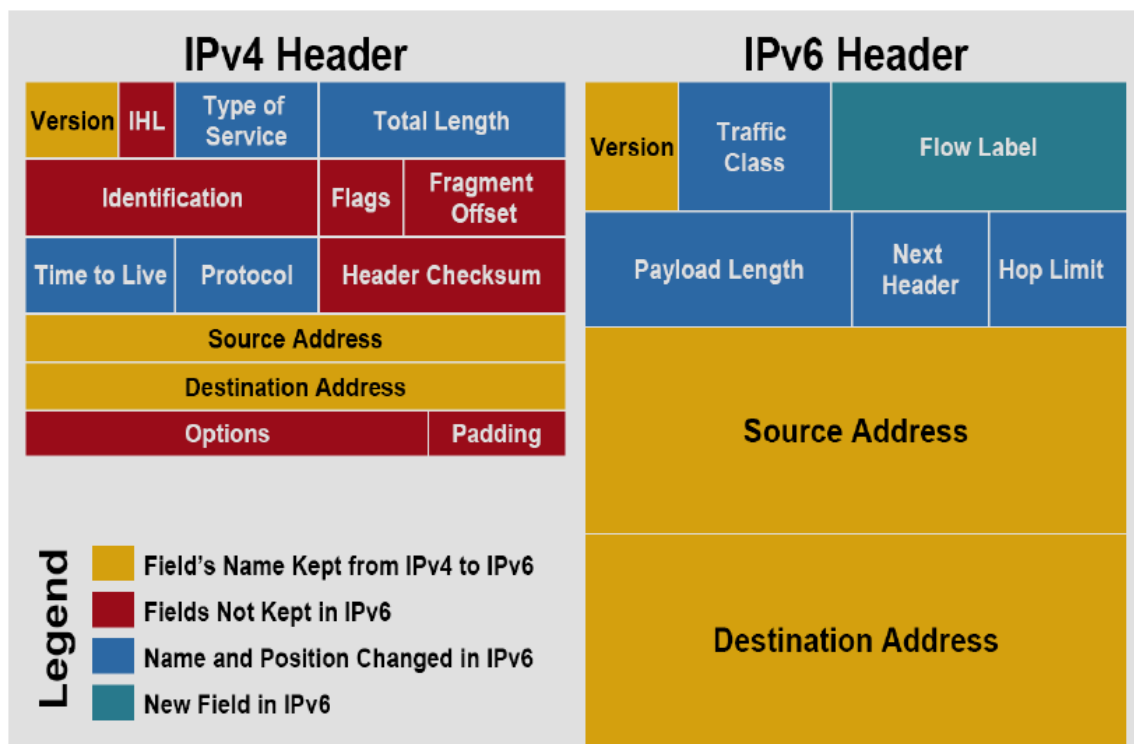 IPv4 Header
Version IHL Type of Service Total Length
Identification Flags Fragment Offset
Time to Live Protocol Header Checksum
Source Address
Destination Address
Options Padding
IPv6 Header
Version Traffic Class Flow Label
Payload Length Next Header Hop Limit
Source Address
Destination Address
Legend
Field's Name Kept from IPv4 to IPv6
Fields Not Kept in IPv6
Name and Position Changed in IPv6
New Field in IPv6